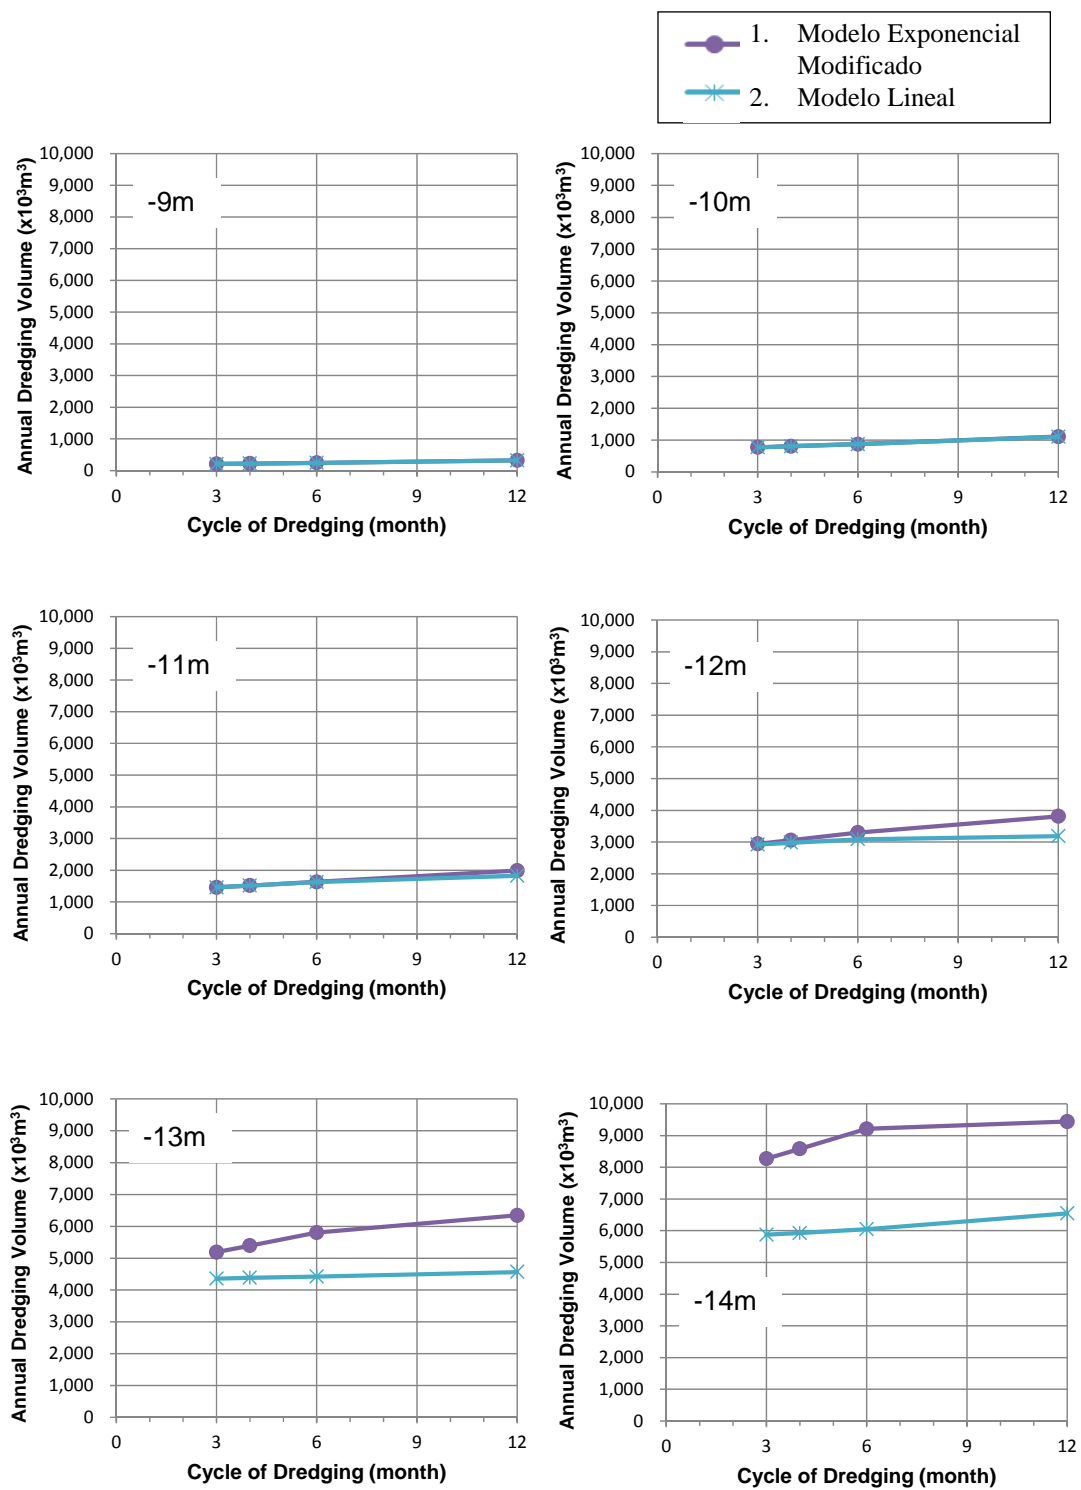 1. Modelo Exponencial
Modificado
2. Modelo Lineal
10,000
9,000
8,000
7,000
6,000
5,000
4,000
3,000
2,000
1,000
0
Annual Dredging Volume (x10³m³)
-9m
0 3 6 9 12
Cycle of Dredging (month)
10,000
9,000
8,000
7,000
6,000
5,000
4,000
3,000
2,000
1,000
0
Annual Dredging Volume (x10³m³)
-10m
0 3 6 9 12
Cycle of Dredging (month)
10,000
9,000
8,000
7,000
6,000
5,000
4,000
3,000
2,000
1,000
0
Annual Dredging Volume (x10³m³)
-11m
0 3 6 9 12
Cycle of Dredging (month)
10,000
9,000
8,000
7,000
6,000
5,000
4,000
3,000
2,000
1,000
0
Annual Dredging Volume (x10³m³)
-12m
0 3 6 9 12
Cycle of Dredging (month)
10,000
9,000
8,000
7,000
6,000
5,000
4,000
3,000
2,000
1,000
0
Annual Dredging Volume (x10³m³)
-13m
0 3 6 9 12
Cycle of Dredging (month)
10,000
9,000
8,000
7,000
6,000
5,000
4,000
3,000
2,000
1,000
0
Annual Dredging Volume (x10³m³)
-14m
0 3 6 9 12
Cycle of Dredging (month)